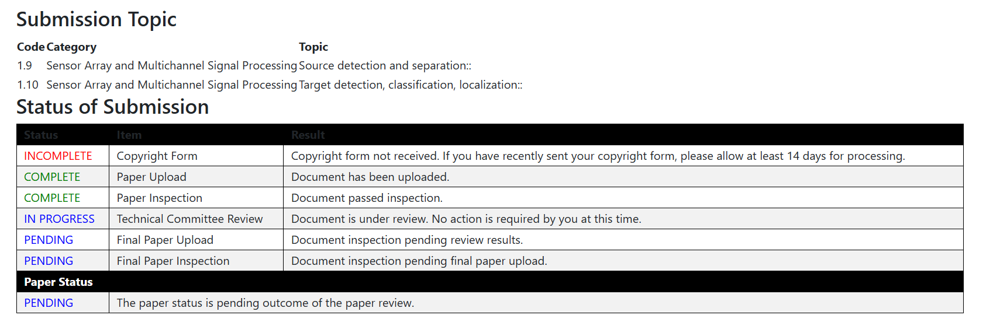 Submission Topic
Code Category Topic
1.9 Sensor Array and Multichannel Signal Processing Source detection and separation::
1.10 Sensor Array and Multichannel Signal Processing Target detection, classification, localization::
Status of Submission
Status Item Result
INCOMPLETE Copyright Form Copyright form not received. If you have recently sent your copyright form, please allow at least 14 days for processing.
COMPLETE Paper Upload Document has been uploaded.
COMPLETE Paper Inspection Document passed inspection.
IN PROGRESS Technical Committee Review Document is under review. No action is required by you at this time.
PENDING Final Paper Upload Document inspection pending review results.
PENDING Final Paper Inspection Document inspection pending final paper upload.
Paper Status
PENDING The paper status is pending outcome of the paper review.